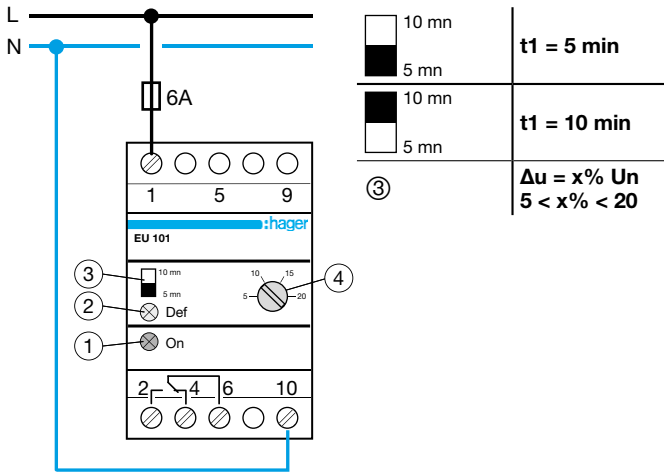 L
N
6A
1 5 9
:hager
EU 101
3
10 mn
5 mn
2
Def
10 15
5 20
4
1
On
2 4 6 10
10 mn
5 mn
t1 = 5 min
10 mn
5 mn
t1 = 10 min
③
Δu = x% Un
5 < x% < 20